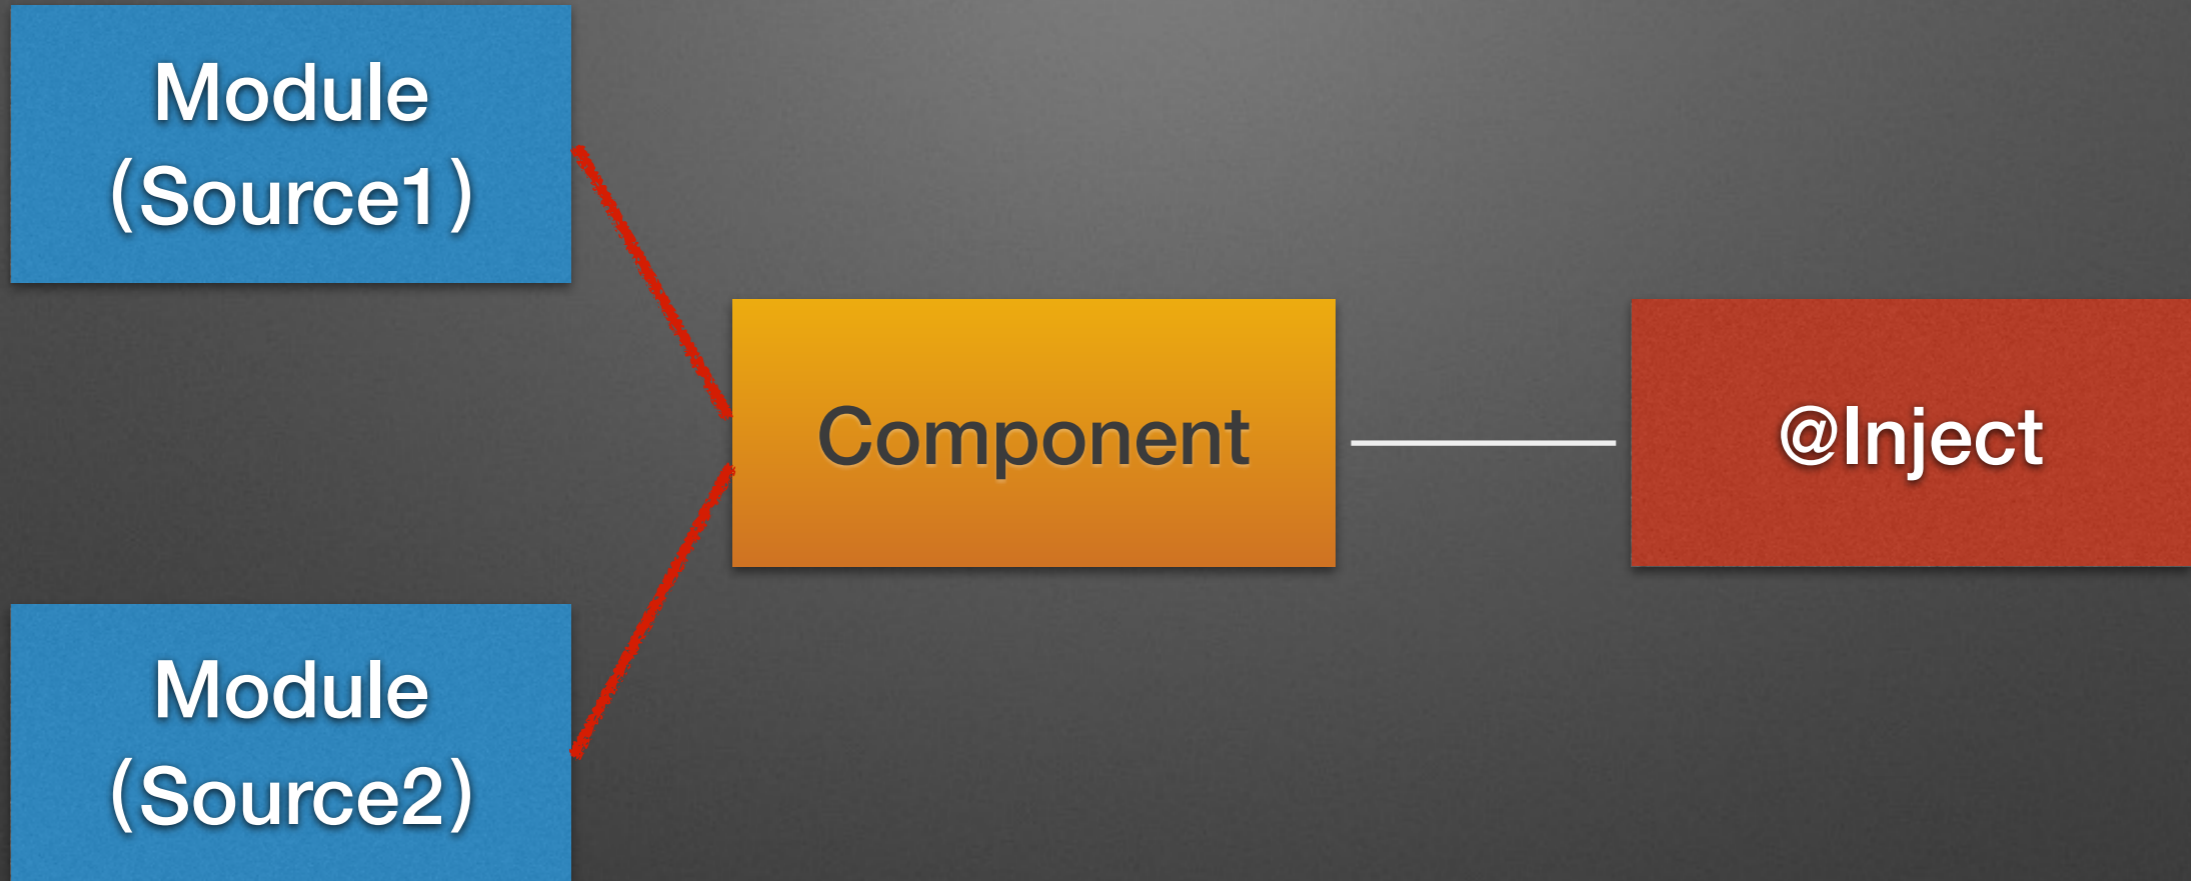 Module
(Source1)
Component
@Inject
Module
(Source2)